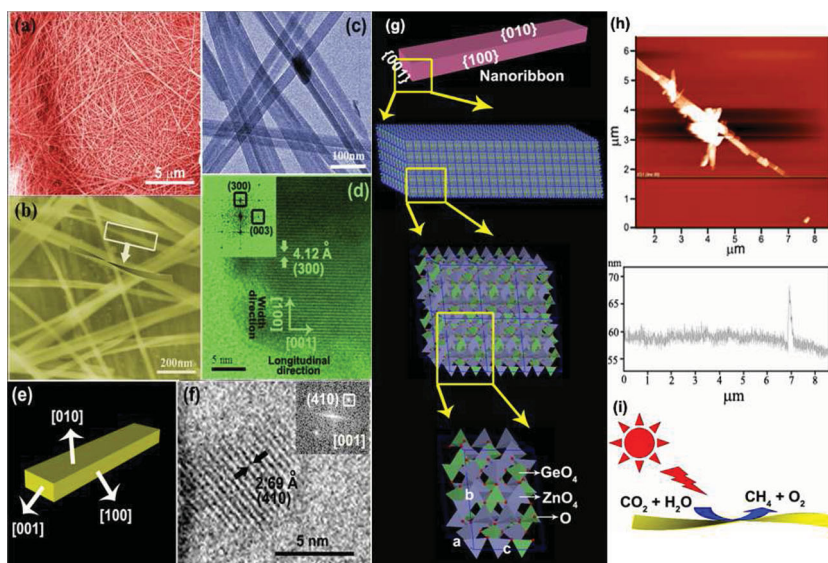 (a)
5 μm
(b)
200nm
(c)
100nm
(d)
(300)
(003)
4.12 Å
(300)
Width
direction
[100]
[001]
5 nm
Longitudinal
direction
(e)
[010]
[001]
[100]
(f)
(410)
[001]
2.69 Å
(410)
5 nm
(g)
{010}
{100}
{001}
Nanoribbon
GeO4
ZnO4
O
b
a
c
(h)
μm
6
5
4
3
2
1
0
2 3 4 5 6 7 8
μm
nm
70
65
60
55
0 1 2 3 4 5 6 7 8
μm
(i)
CO2 + H2O
CH4 + O2